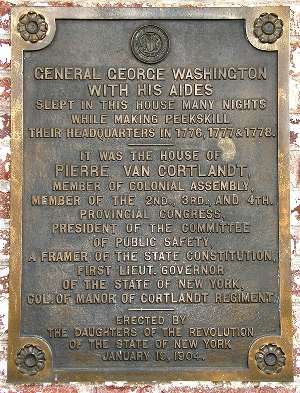 GENERAL GEORGE WASHINGTON
WITH HIS AIDES
SLEPT IN THIS HOUSE MANY NIGHTS
WHILE MAKING PEEKSKILL
THEIR HEADQUARTERS IN 1776, 1777 & 1778.
IT WAS THE HOUSE OF
PIERRE VAN CORTLANDT,
MEMBER OF COLONIAL ASSEMBLY,
MEMBER OF THE 2ND., 3RD., AND 4TH.
PROVINCIAL CONGRESS,
PRESIDENT OF THE COMMITTEE
OF PUBLIC SAFETY,
A FRAMER OF THE STATE CONSTITUTION,
FIRST LIEUT. GOVERNOR
OF THE STATE OF NEW YORK,
COL. OF MANOR OF CORTLANDT REGIMENT.
ERECTED BY
THE DAUGHTERS OF THE REVOLUTION
OF THE STATE OF NEW YORK
JANUARY 19, 1904.